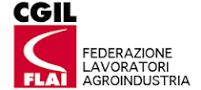 CGIL
FLAI
FEDERAZIONE
LAVORATORI
AGROINDUSTRIA